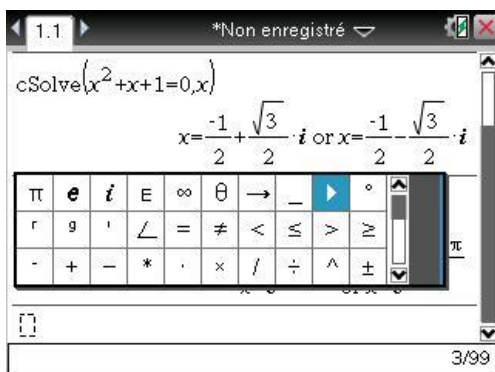 1.1 *Non enregistré
cSolve(x²+x+1=0,x)
x=-1/2+√3/2·i or x=-1/2-√3/2·i
π e i E ∞ θ → _ ▶ °
r g ' ∠ = ≠ < ≤ > ≥
- + − * · × / ÷ ^ ±
π
3/99